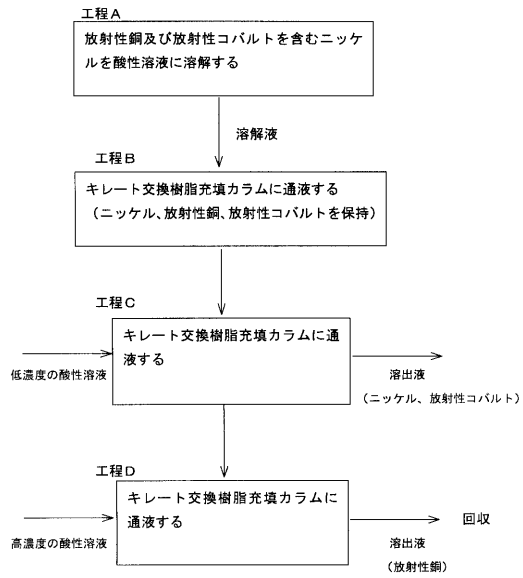 工程A
放射性銅及び放射性コバルトを含むニッケ
ルを酸性溶液に溶解する
溶解液
工程B
キレート交換樹脂充填カラムに通液する
（ニッケル、放射性銅、放射性コバルトを保持）
工程C
キレート交換樹脂充填カラムに通
液する
低濃度の酸性溶液
溶出液
（ニッケル、放射性コバルト）
工程D
キレート交換樹脂充填カラムに
通液する
高濃度の酸性溶液
回収
溶出液
（放射性銅）